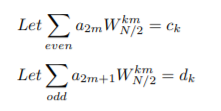 Let ∑_{even} a_{2m} W_{N/2}^{km} = c_k
Let ∑_{odd} a_{2m+1} W_{N/2}^{km} = d_k